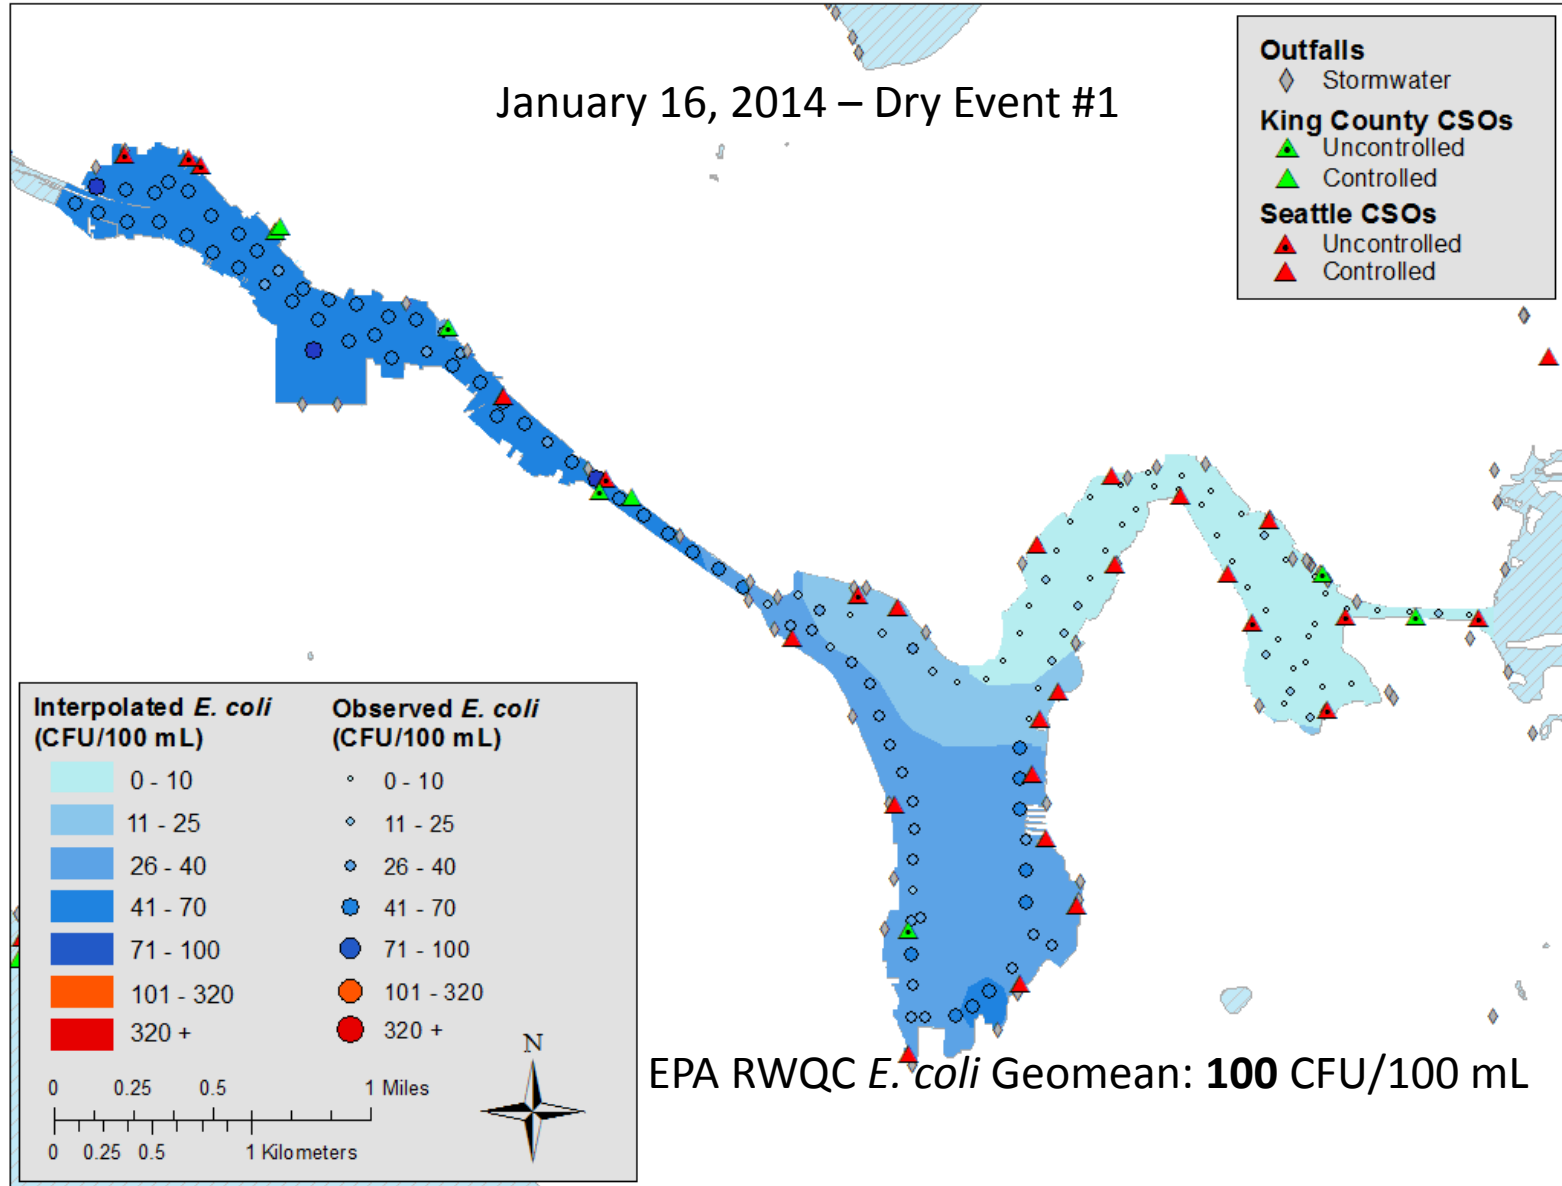 January 16, 2014 – Dry Event #1
Outfalls
Stormwater
King County CSOs
Uncontrolled
Controlled
Seattle CSOs
Uncontrolled
Controlled
Interpolated E. coli
(CFU/100 mL)
0 - 10
11 - 25
26 - 40
41 - 70
71 - 100
101 - 320
320 +
Observed E. coli
(CFU/100 mL)
0 - 10
11 - 25
26 - 40
41 - 70
71 - 100
101 - 320
320 +
0 0.25 0.5 1 Miles
0 0.25 0.5 1 Kilometers
N
EPA RWQC E. coli Geomean: 100 CFU/100 mL